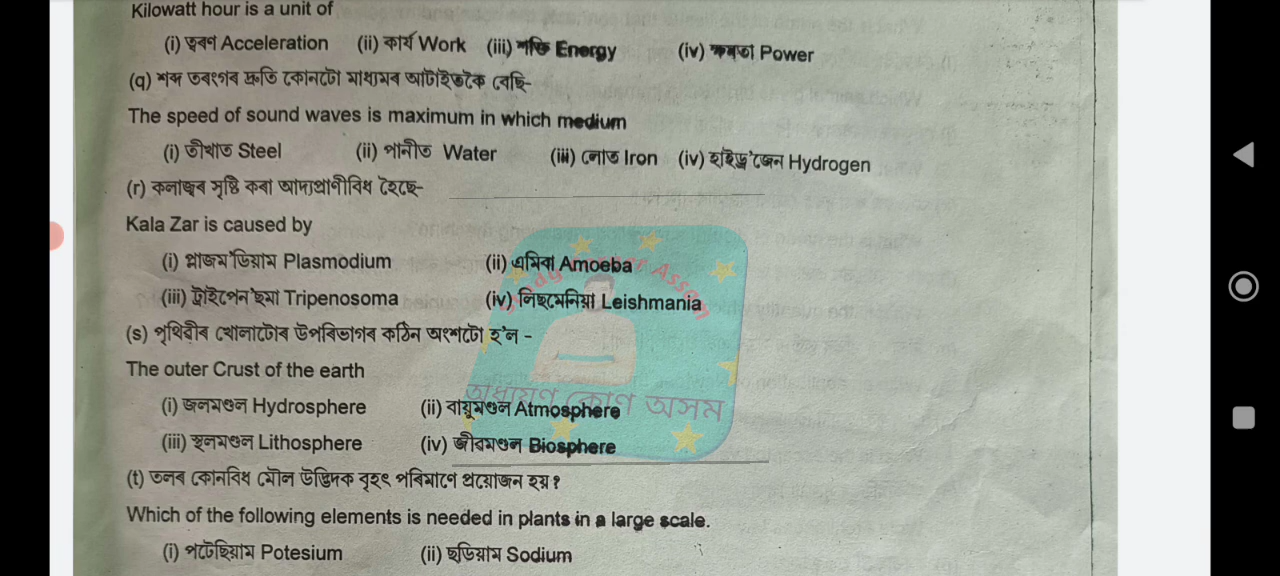 Kilowatt hour is a unit of
(i) ত্বৰণ Acceleration (ii) কাৰ্য Work (iii) শক্তি Energy (iv) ক্ষমতা Power
(q) শব্দ তৰংগৰ দ্ৰুতি কোনটো মাধ্যমৰ আটাইতকৈ বেছি-
The speed of sound waves is maximum in which medium
(i) তীখাত Steel (ii) পানীত Water (iii) লোত Iron (iv) হাইড্ৰ'জেন Hydrogen
(r) কলাজ্বৰ সৃষ্টি কৰা আদ্যপ্ৰাণীবিধ হৈছে-
Kala Zar is caused by
(i) প্লাজম'ডিয়াম Plasmodium (ii) এমিবা Amoeba
(iii) ট্ৰাইপেন'ছমা Tripenosoma (iv) লিছমেনিয়া Leishmania
(s) পৃথিৱীৰ খোলাটোৰ উপৰিভাগৰ কঠিন অংশটো হ'ল -
The outer Crust of the earth
(i) জলমণ্ডল Hydrosphere (ii) বায়ুমণ্ডল Atmosphere
অধ্যয়ণ কোণ অসম
(iii) স্থলমণ্ডল Lithosphere (iv) জীৱমণ্ডল Biosphere
(t) তলৰ কোনবিধ মৌল উদ্ভিদক বৃহৎ পৰিমাণে প্ৰয়োজন হয়?
Which of the following elements is needed in plants in a large scale.
(i) পটেছিয়াম Potesium (ii) ছডিয়াম Sodium